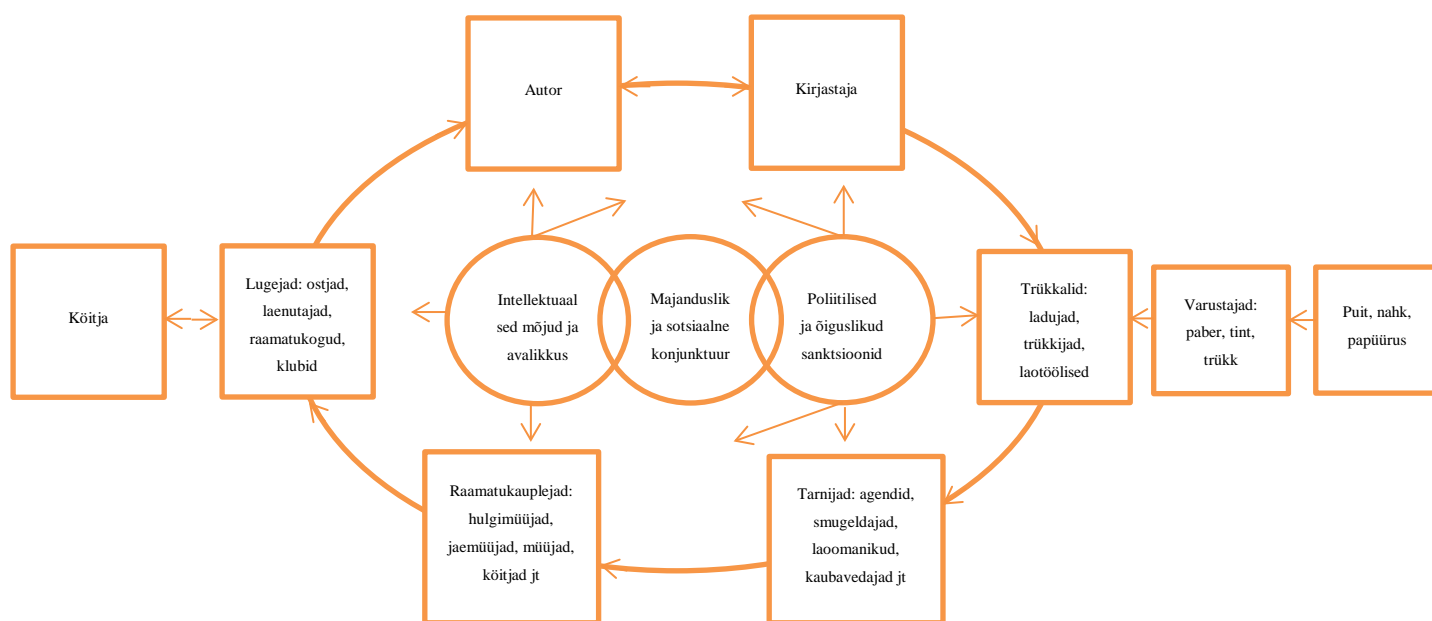 Autor
Kirjastaja
Köitja
Lugejad: ostjad,
laenutajad,
raamatukogud,
klubid
Intellektuaal
sed mõjud ja
avalikkus
Majanduslik
ja sotsiaalne
konjunktuur
Poliitilised
ja õiguslikud
sanktsioonid
Trükkalid:
ladujad,
trükkijad,
laotöölised
Varustajad:
paber, tint,
trükk
Puit, nahk,
papüürus
Raamatukauplejad:
hulgimüüjad,
jaemüüjad, müüjad,
köitjad jt
Tarnijad: agendid,
smugeldajad,
laoomanikud,
kaubavedajad jt